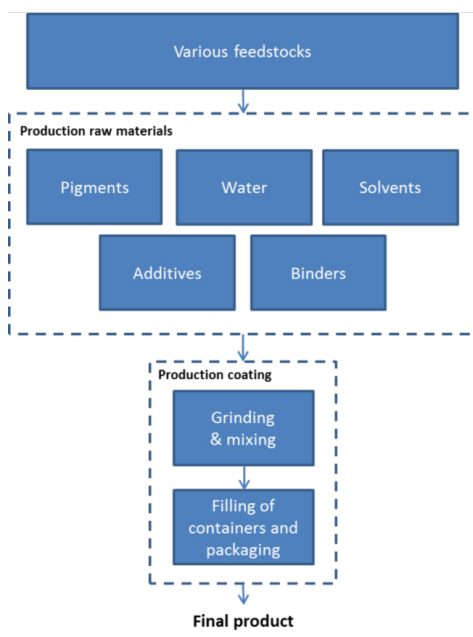 Various feedstocks
Production raw materials
Pigments
Water
Solvents
Additives
Binders
Production coating
Grinding
& mixing
Filling of
containers and
packaging
Final product